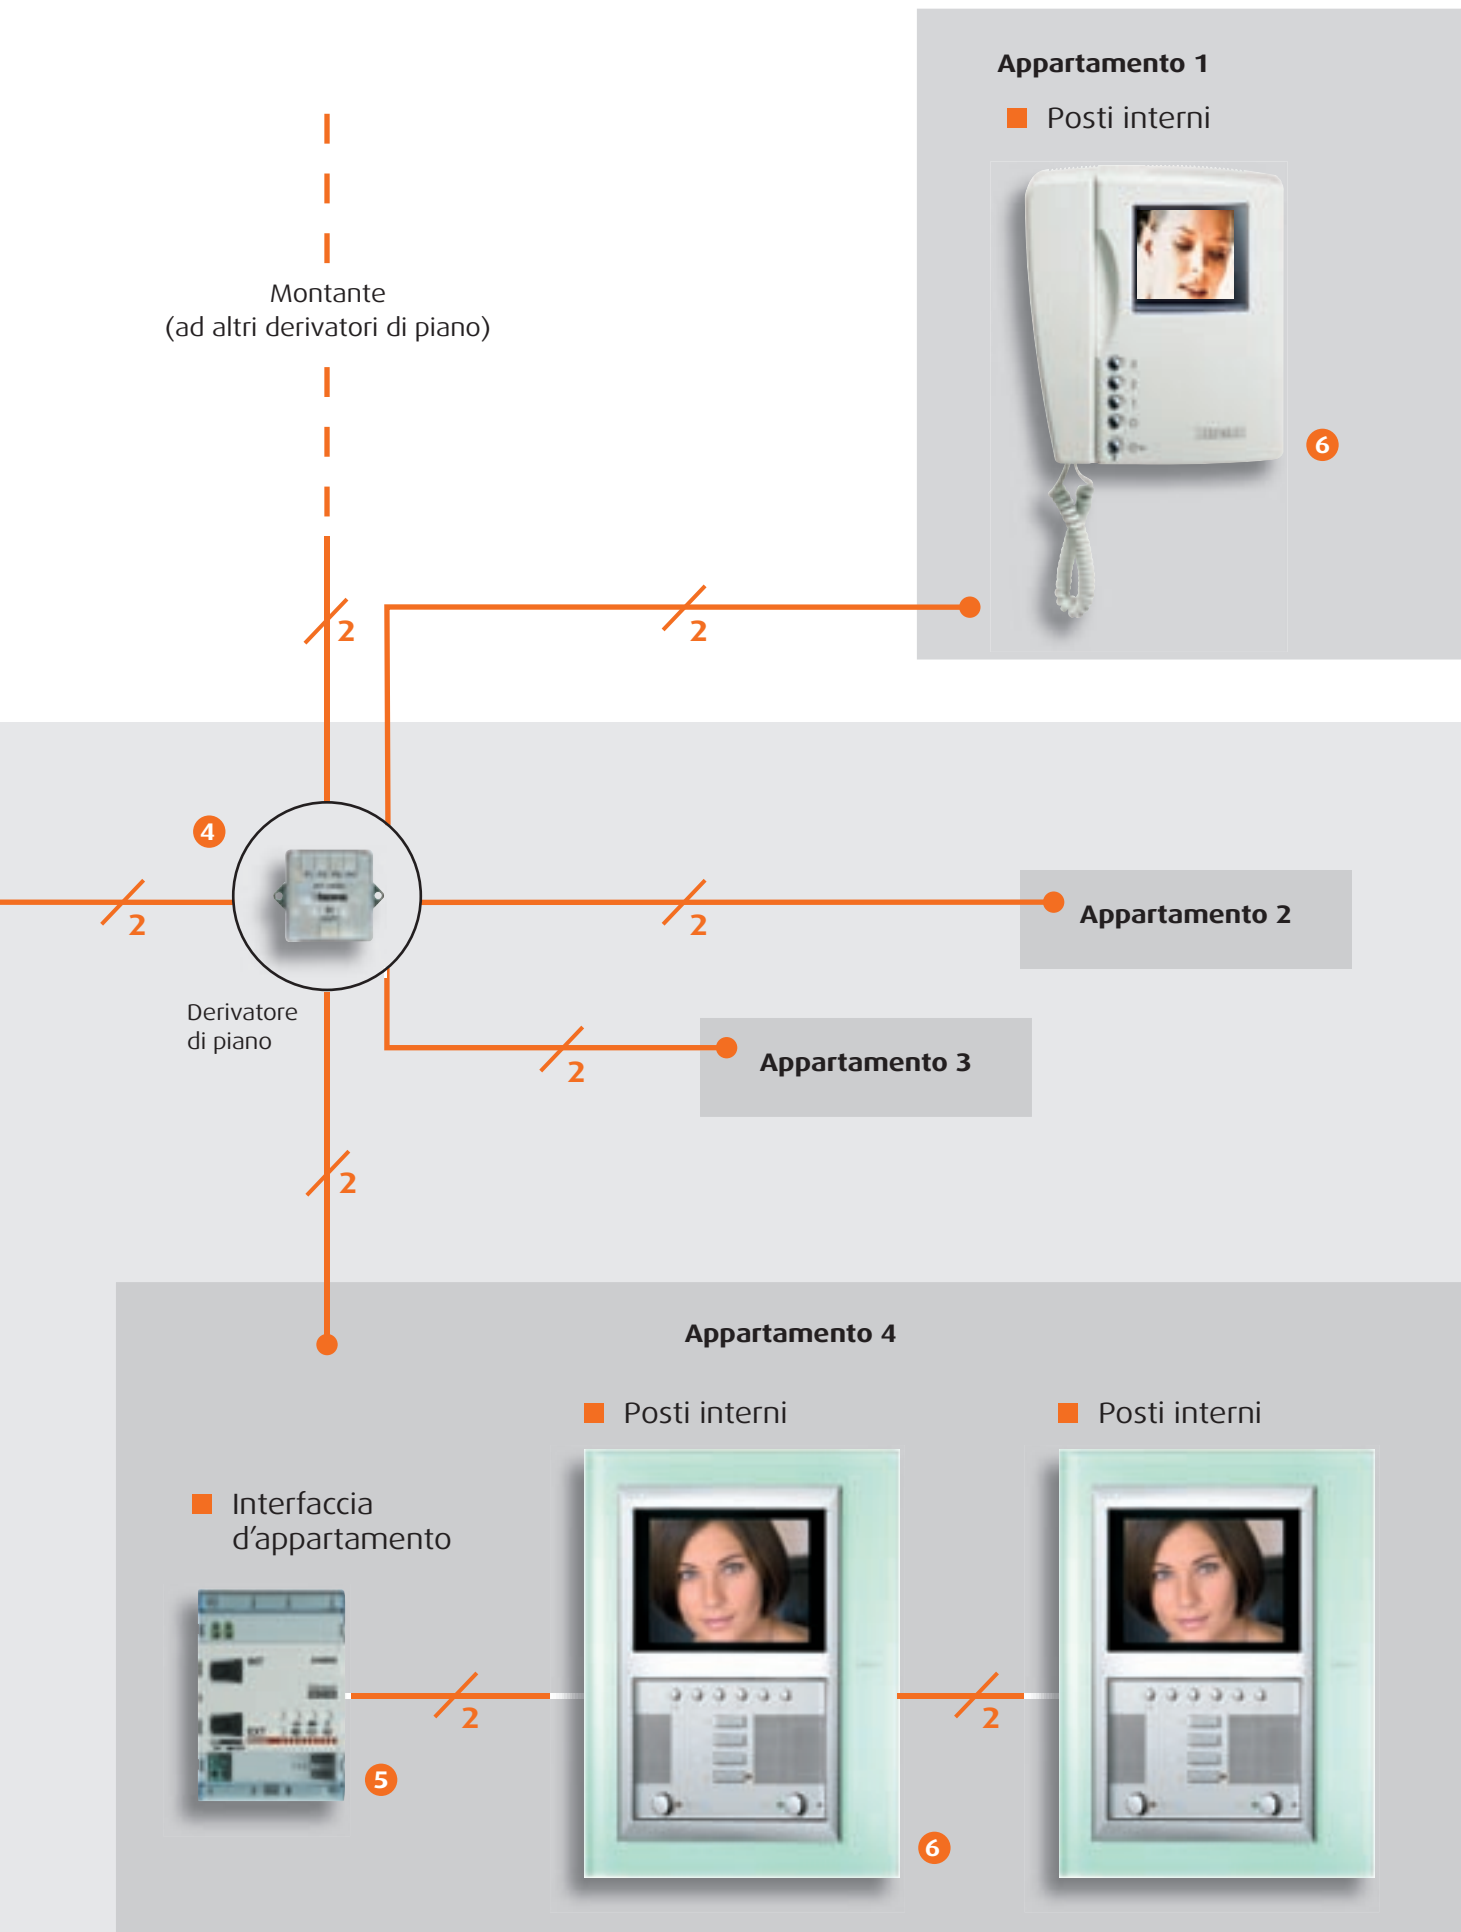 Appartamento 1
Posti interni
Montante
(ad altri derivatori di piano)
6
2
2
4
2
2
Appartamento 2
Derivatore
di piano
2
Appartamento 3
2
Appartamento 4
Posti interni
Posti interni
Interfaccia
d'appartamento
EXT
2
2
5
6